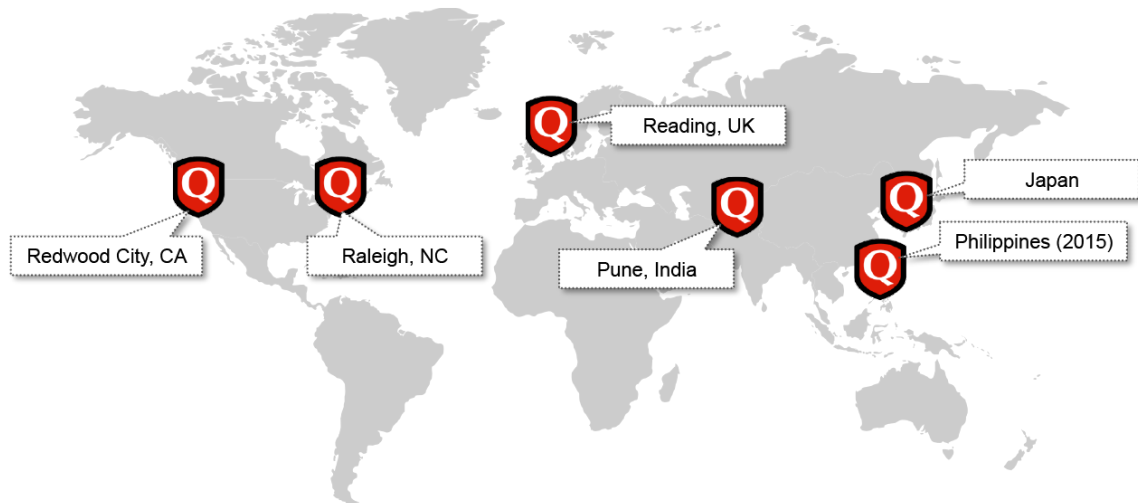 Q
Reading, UK
Q
Q
Q
Q
Japan
Redwood City, CA
Raleigh, NC
Pune, India
Philippines (2015)
Q